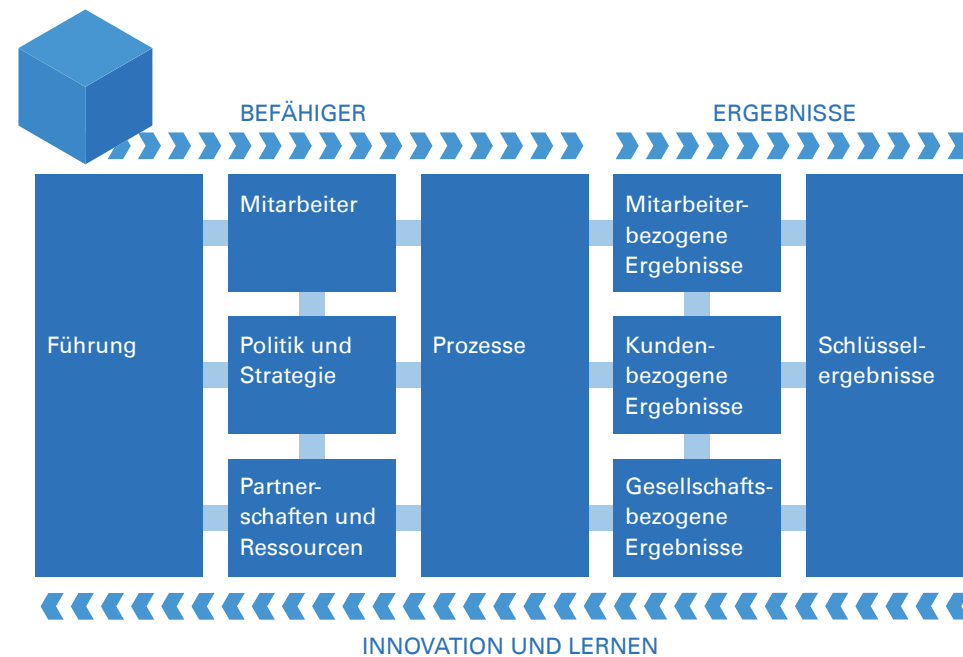 BEFÄHIGER
ERGEBNISSE
Führung
Mitarbeiter
Politik und
Strategie
Partner-
schaften und
Ressourcen
Prozesse
Mitarbeiter-
bezogene
Ergebnisse
Kunden-
bezogene
Ergebnisse
Gesellschafts-
bezogene
Ergebnisse
Schlüssel-
ergebnisse
INNOVATION UND LERNEN